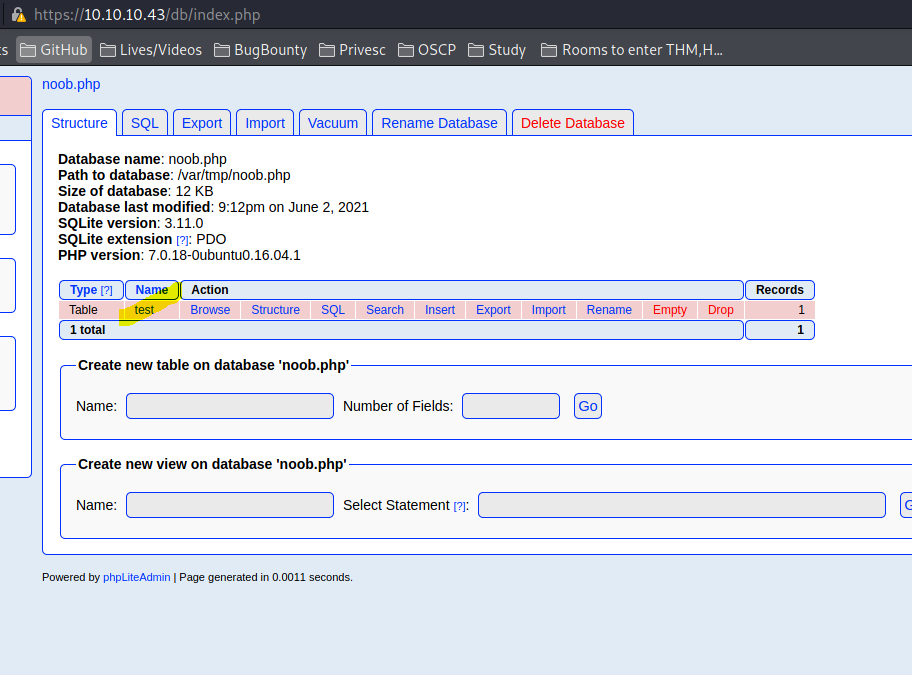 https://10.10.10.43/db/index.php
ts GitHub Lives/Videos BugBounty Privesc OSCP Study Rooms to enter THM,H...
noob.php
Structure SQL Export Import Vacuum Rename Database Delete Database
Database name: noob.php
Path to database: /var/tmp/noob.php
Size of database: 12 KB
Database last modified: 9:12pm on June 2, 2021
SQLite version: 3.11.0
SQLite extension [?]: PDO
PHP version: 7.0.18-0ubuntu0.16.04.1
Type [?] Name Action Records
Table test Browse Structure SQL Search Insert Export Import Rename Empty Drop 1
1 total 1
Create new table on database 'noob.php'
Name: Number of Fields: Go
Create new view on database 'noob.php'
Name: Select Statement [?]: G
Powered by phpLiteAdmin | Page generated in 0.0011 seconds.